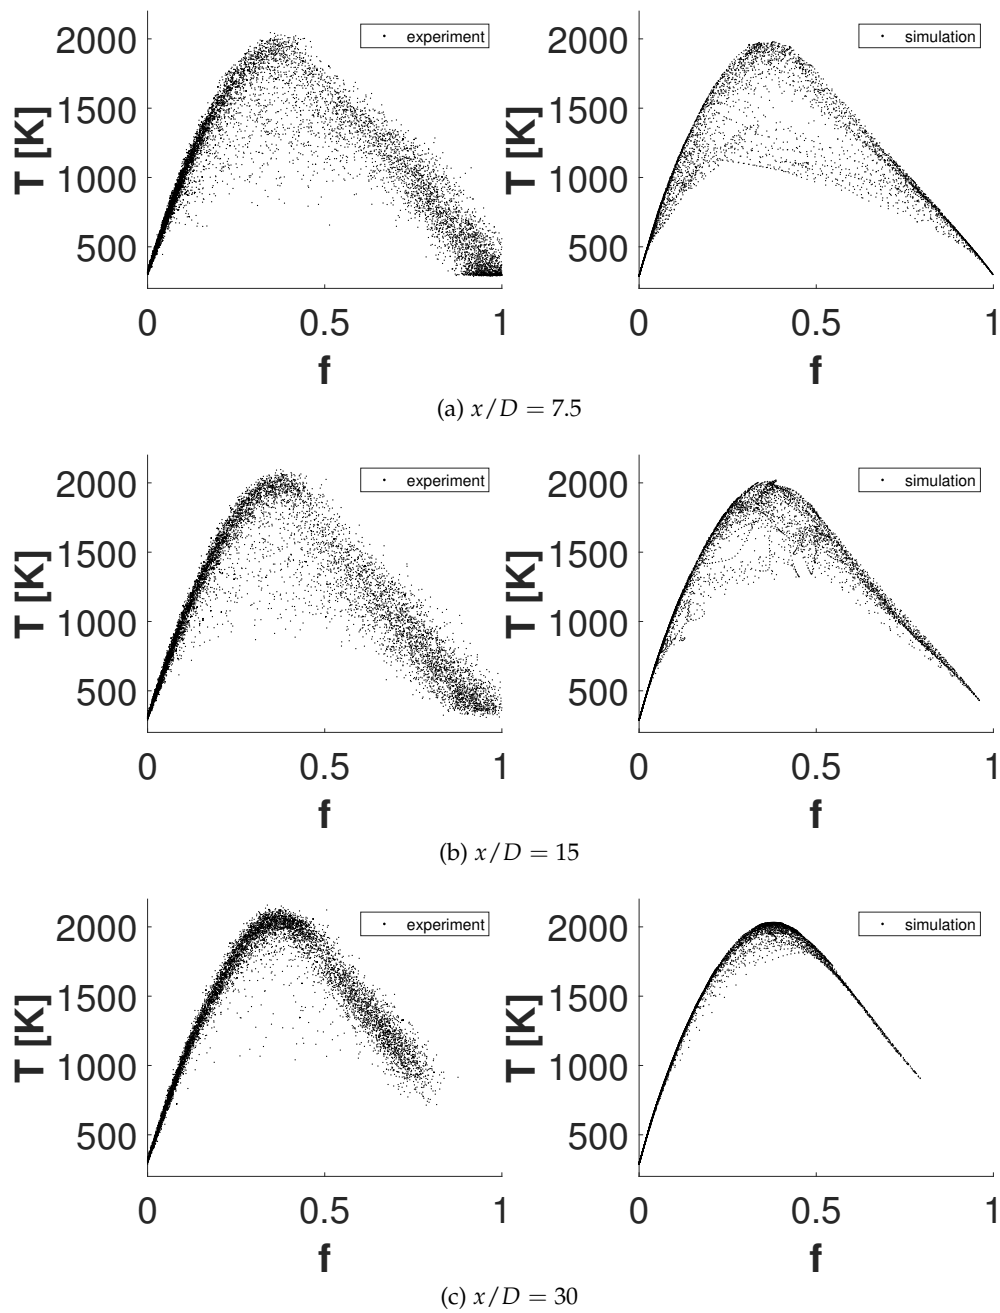 experiment
2000
1500
1000
500
T [K]
0 0.5 1
f
simulation
2000
1500
1000
500
T [K]
0 0.5 1
f
(a) x/D = 7.5
experiment
2000
1500
1000
500
T [K]
0 0.5 1
f
simulation
2000
1500
1000
500
T [K]
0 0.5 1
f
(b) x/D = 15
experiment
2000
1500
1000
500
T [K]
0 0.5 1
f
simulation
2000
1500
1000
500
T [K]
0 0.5 1
f
(c) x/D = 30